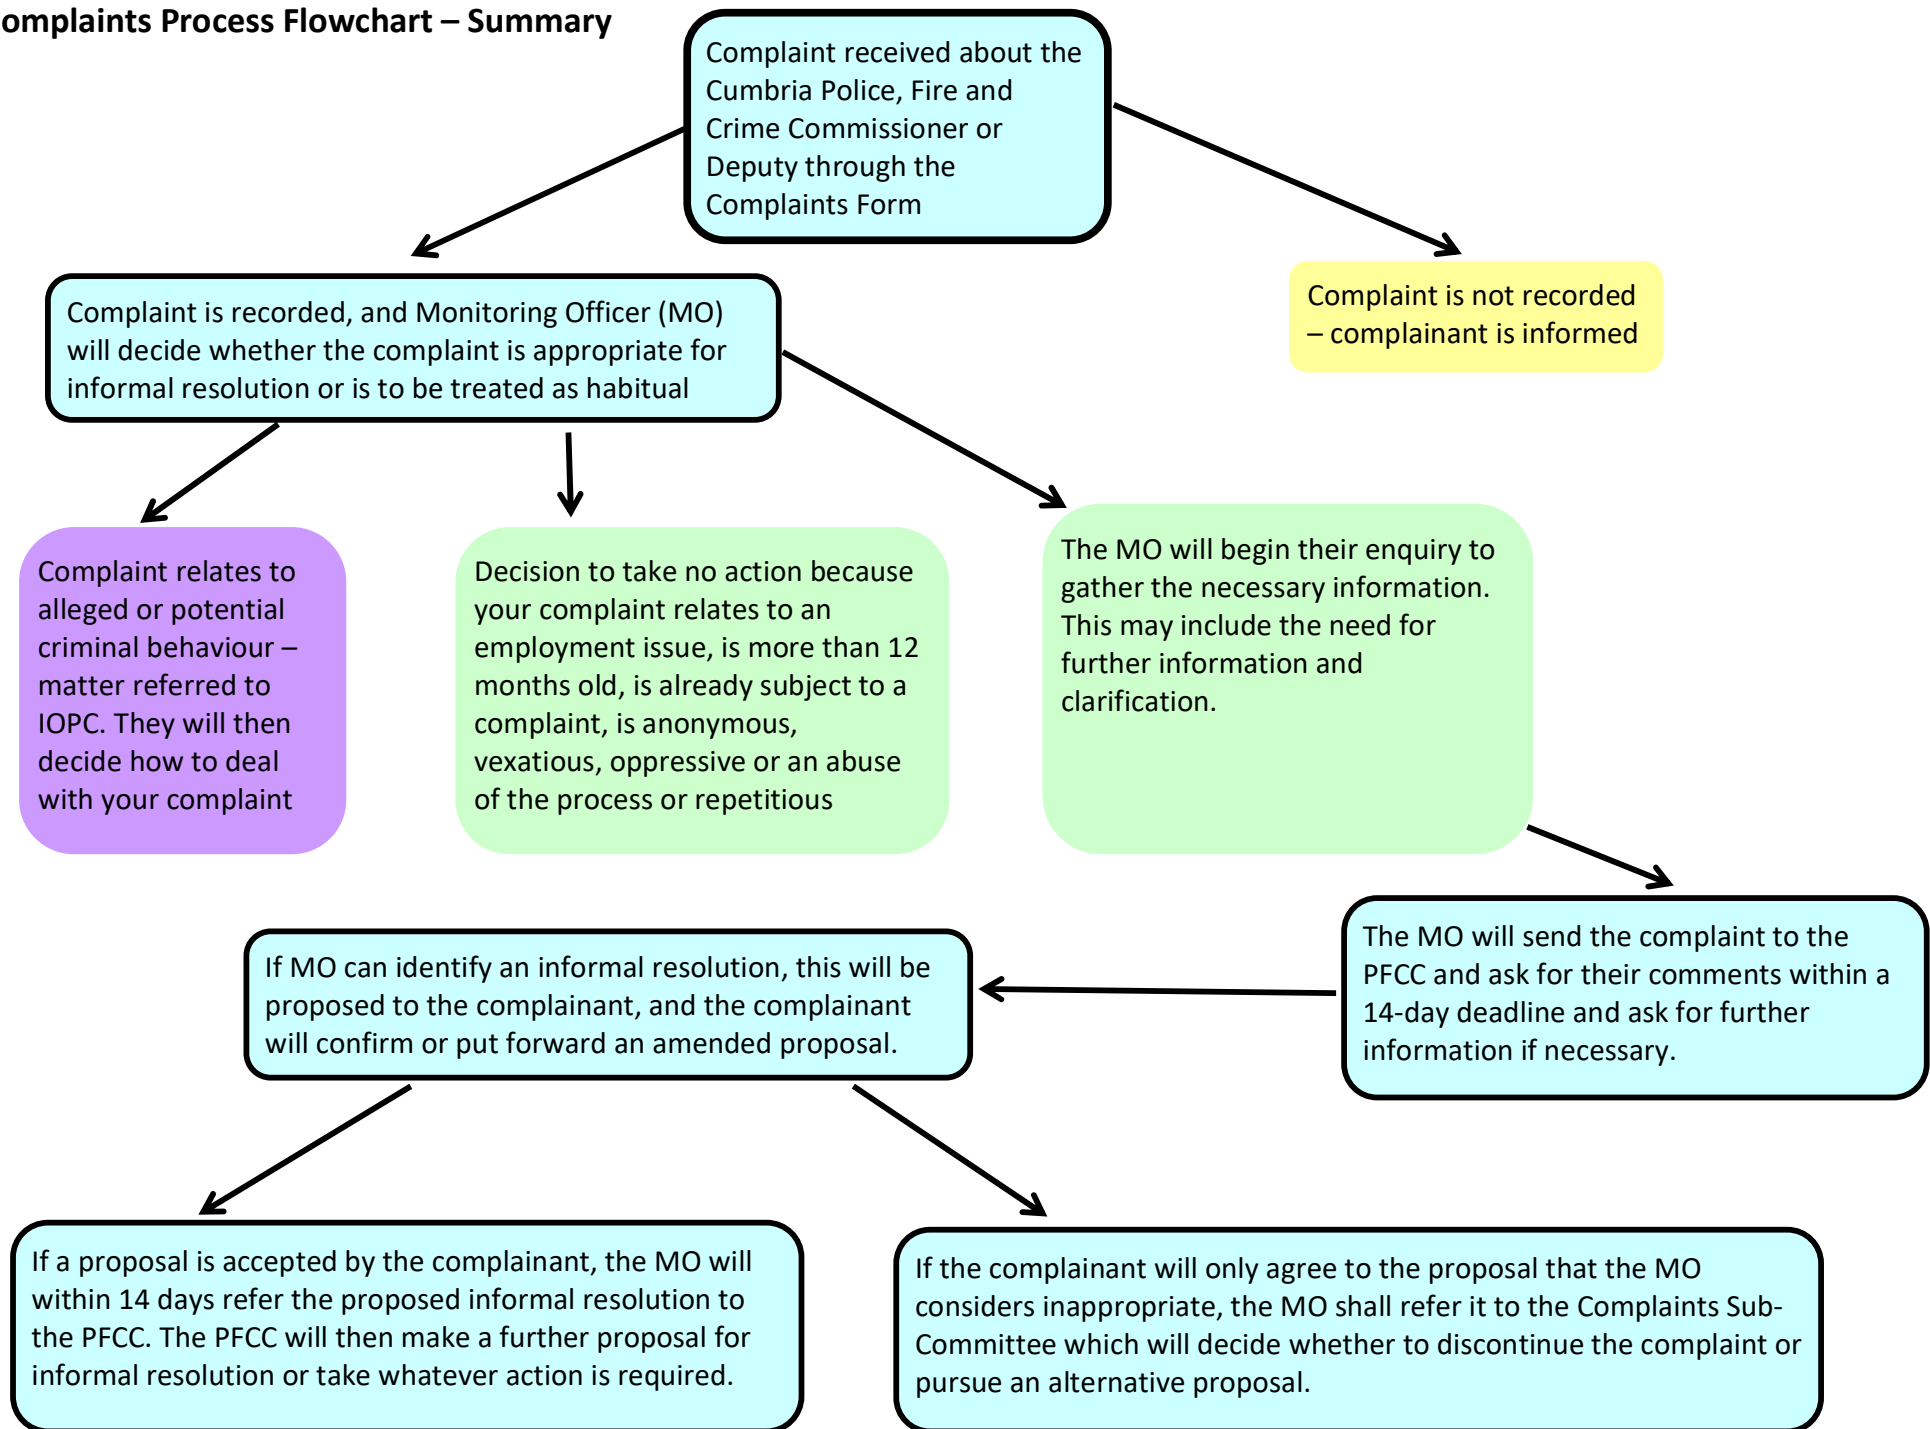 omplaints Process Flowchart – Summary
Complaint received about the
Cumbria Police, Fire and
Crime Commissioner or
Deputy through the
Complaints Form
Complaint is recorded, and Monitoring Officer (MO)
will decide whether the complaint is appropriate for
informal resolution or is to be treated as habitual
Complaint is not recorded
– complainant is informed
Complaint relates to
alleged or potential
criminal behaviour –
matter referred to
IOPC. They will then
decide how to deal
with your complaint
Decision to take no action because
your complaint relates to an
employment issue, is more than 12
months old, is already subject to a
complaint, is anonymous,
vexatious, oppressive or an abuse
of the process or repetitious
The MO will begin their enquiry to
gather the necessary information.
This may include the need for
further information and
clarification.
The MO will send the complaint to the
PFCC and ask for their comments within a
14-day deadline and ask for further
information if necessary.
If MO can identify an informal resolution, this will be
proposed to the complainant, and the complainant
will confirm or put forward an amended proposal.
If a proposal is accepted by the complainant, the MO will
within 14 days refer the proposed informal resolution to
the PFCC. The PFCC will then make a further proposal for
informal resolution or take whatever action is required.
If the complainant will only agree to the proposal that the MO
considers inappropriate, the MO shall refer it to the Complaints Sub-
Committee which will decide whether to discontinue the complaint or
pursue an alternative proposal.